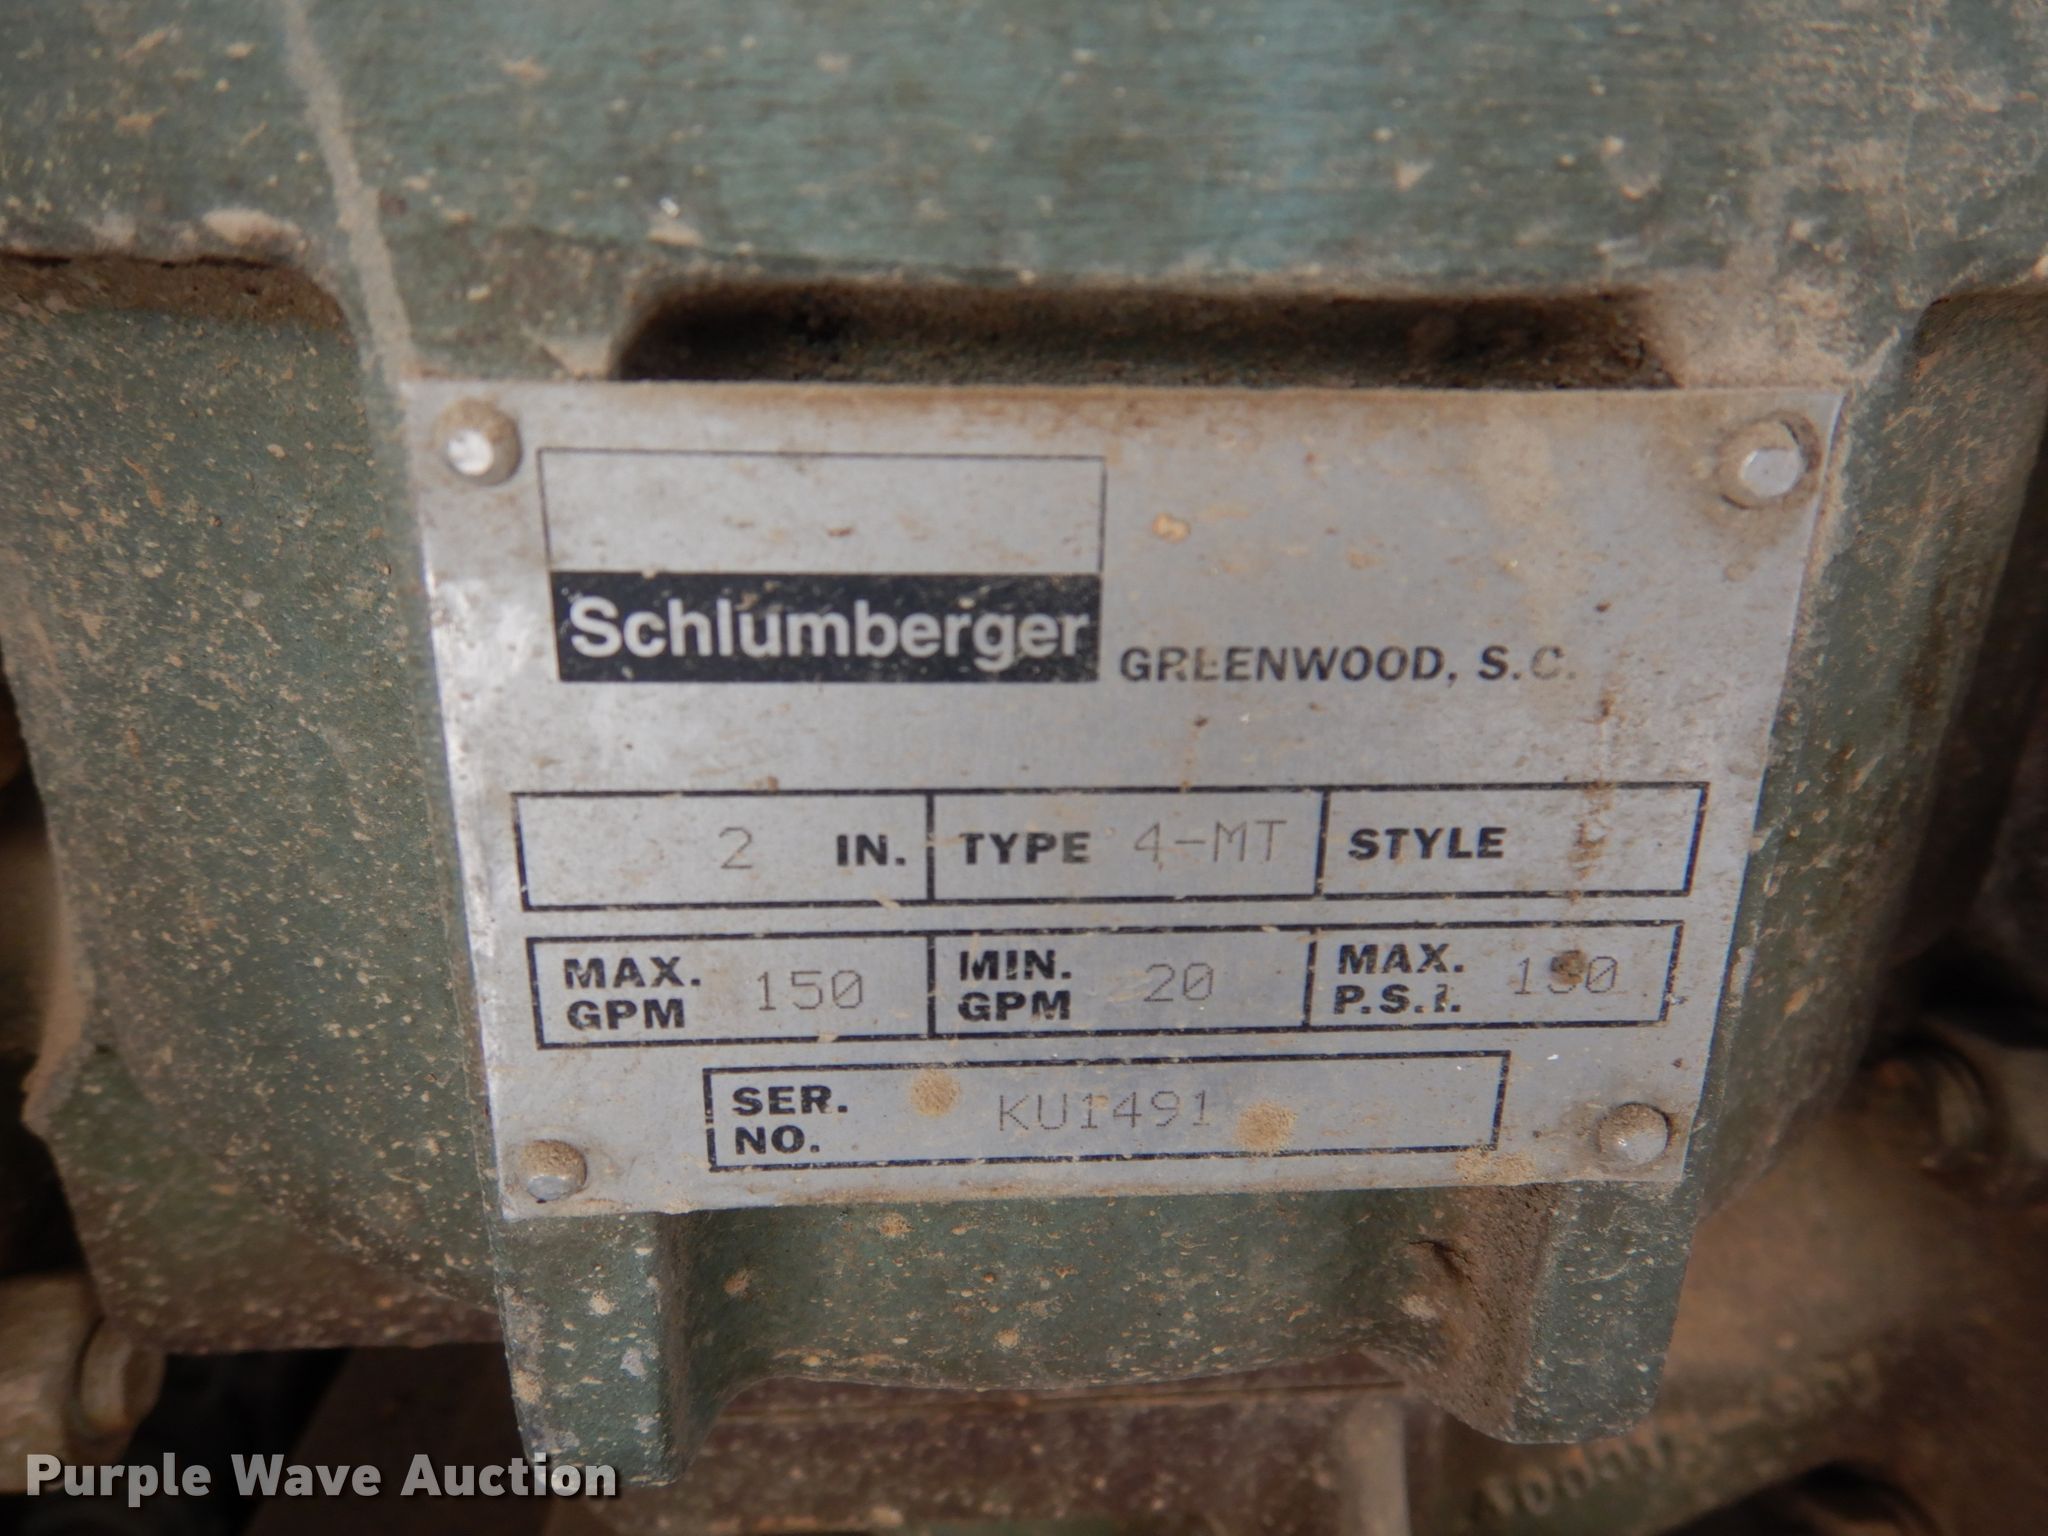 Schlumberger GREENWOOD, S.C.
2 IN. TYPE 4-MT STYLE
MAX. GPM 150 MIN. GPM 20 MAX. P.S.I. 150
SER. NO. KU1491
Purple Wave Auction